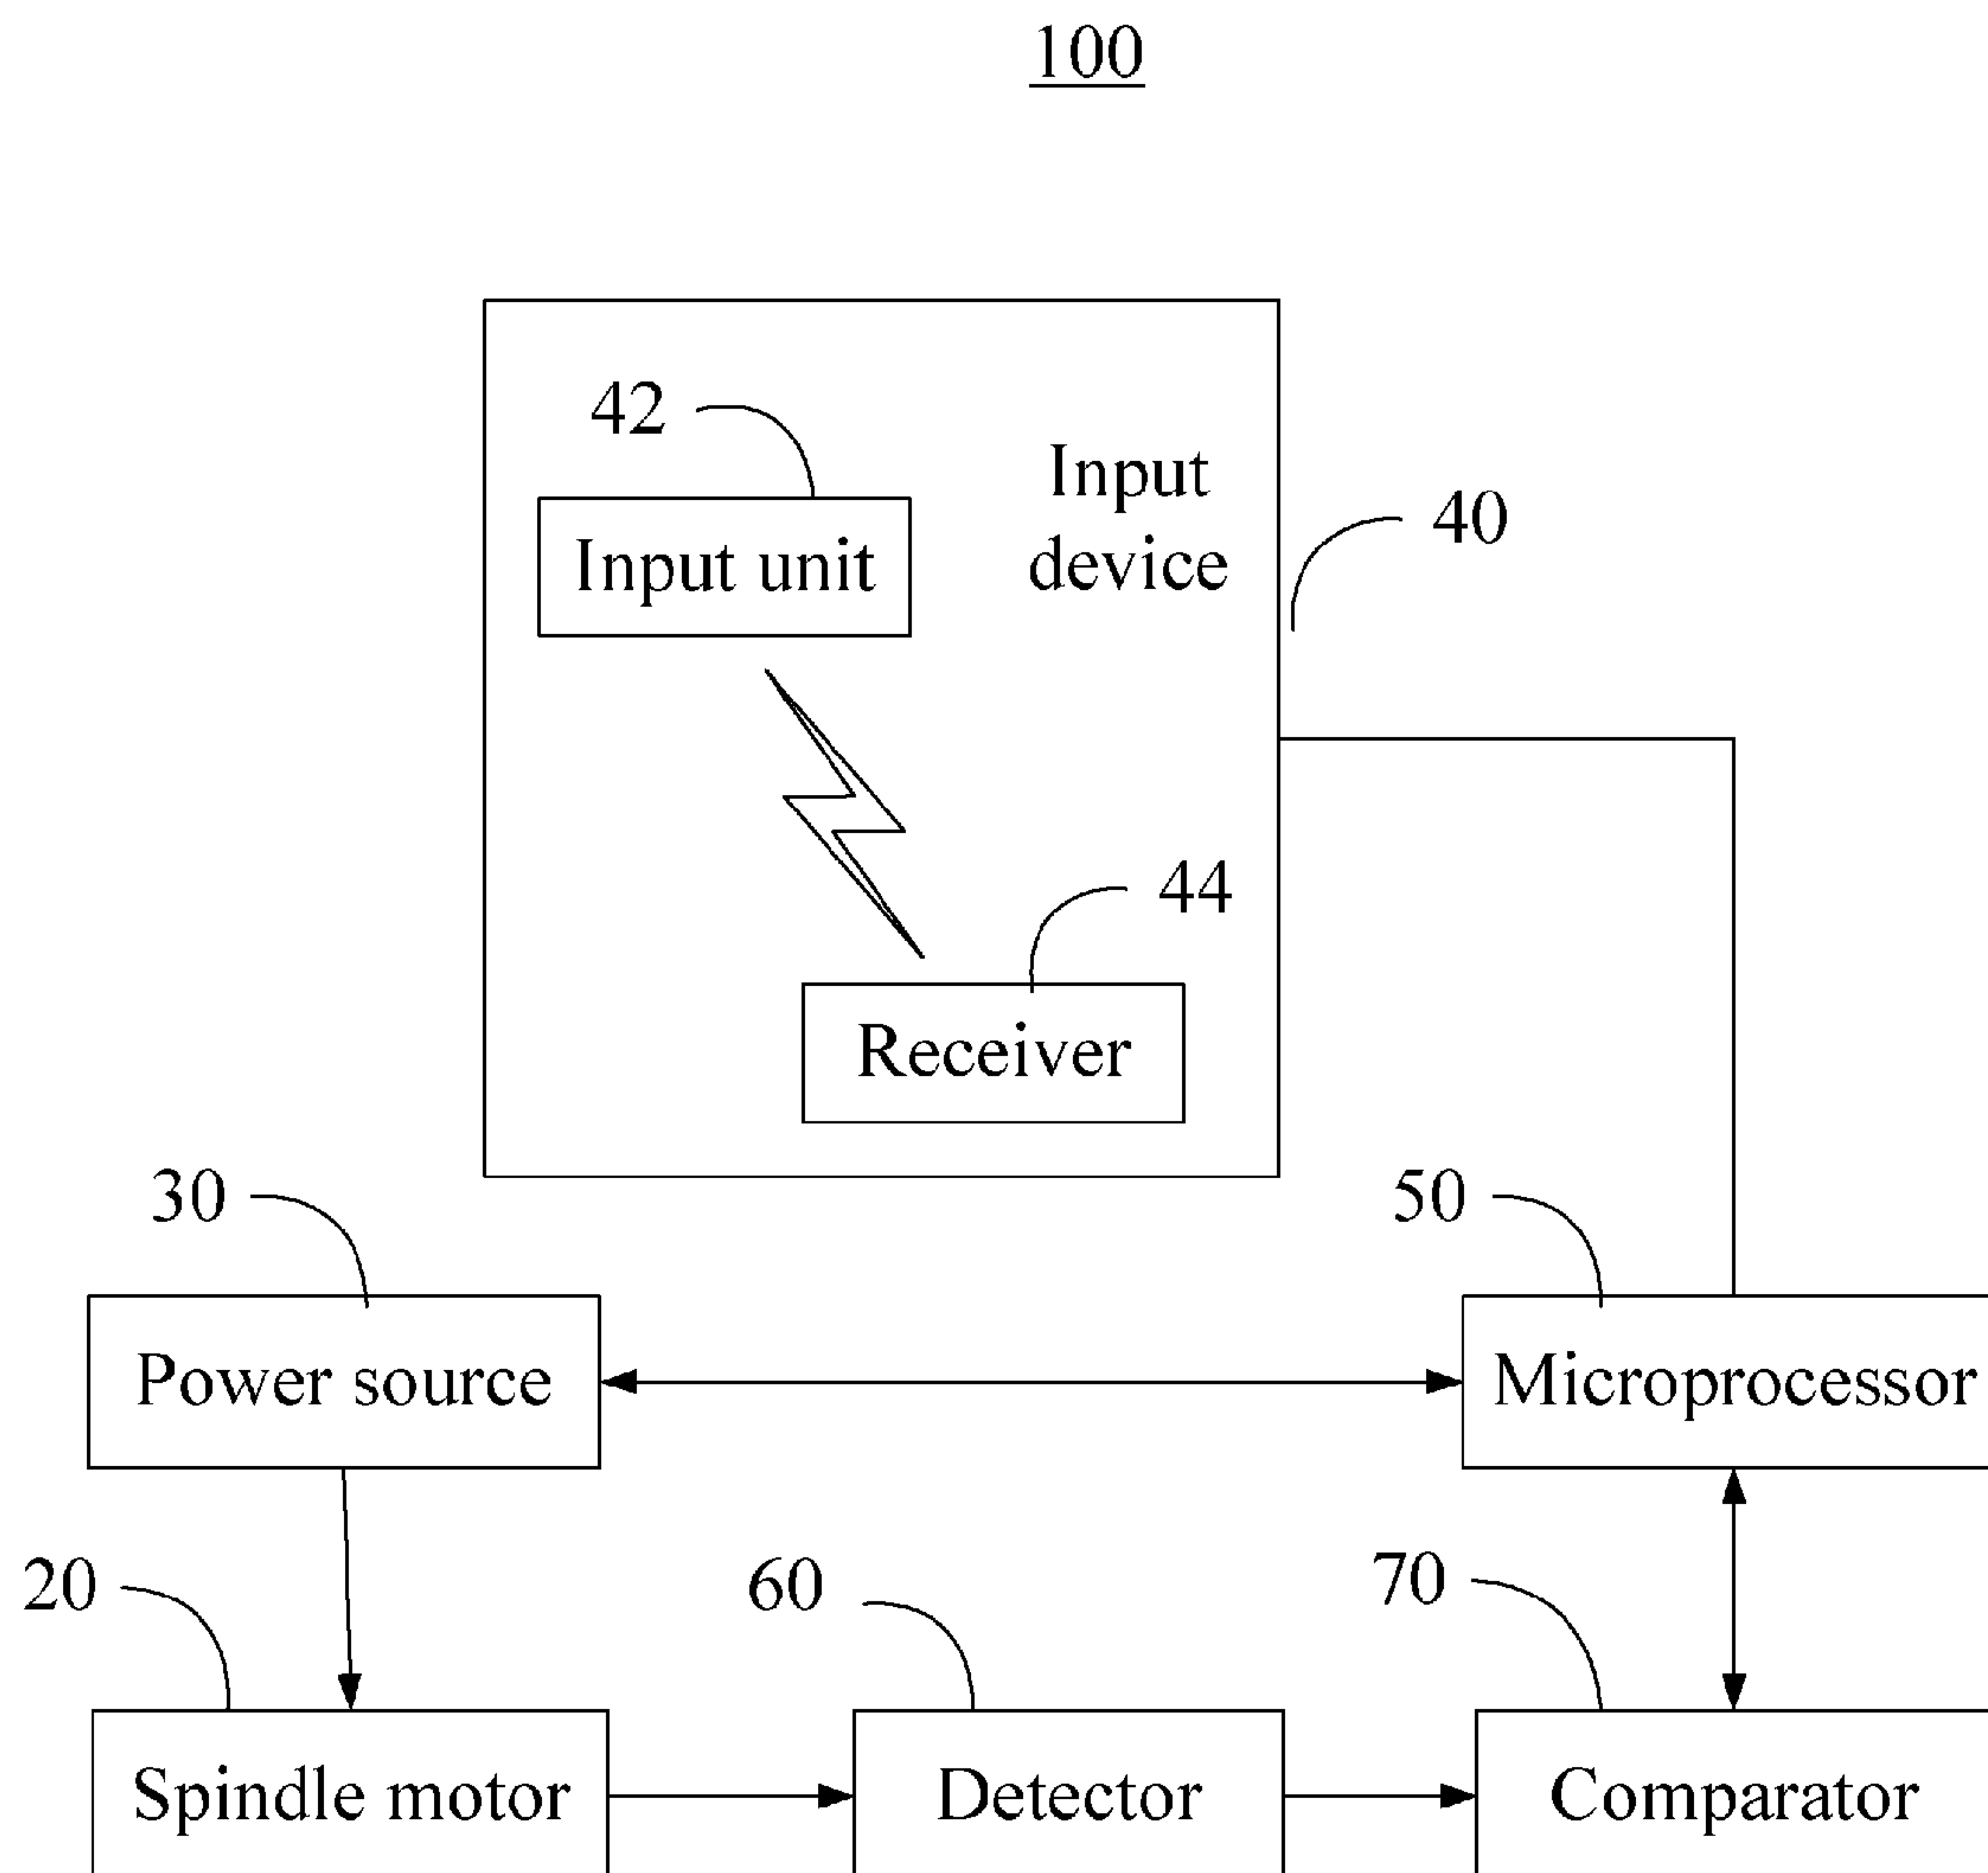 100
42
Input
device
40
Input unit
44
Receiver
30
50
Power source
Microprocessor
20
60
70
Spindle motor
Detector
Comparator